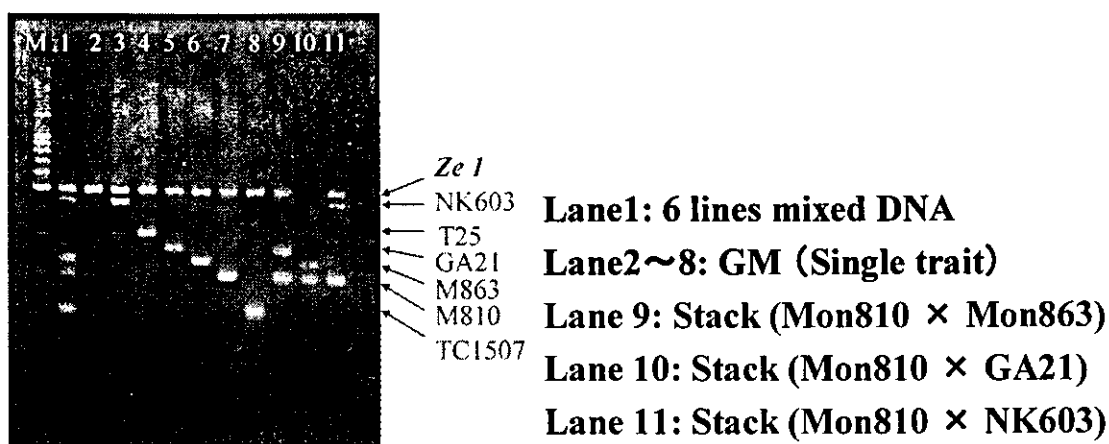 M 1 2 3 4 5 6 7 8 9 10 11
Ze 1
NK603
T25
GA21
M863
M810
TC1507
Lane1: 6 lines mixed DNA
Lane2～8: GM (Single trait)
Lane 9: Stack (Mon810 × Mon863)
Lane 10: Stack (Mon810 × GA21)
Lane 11: Stack (Mon810 × NK603)